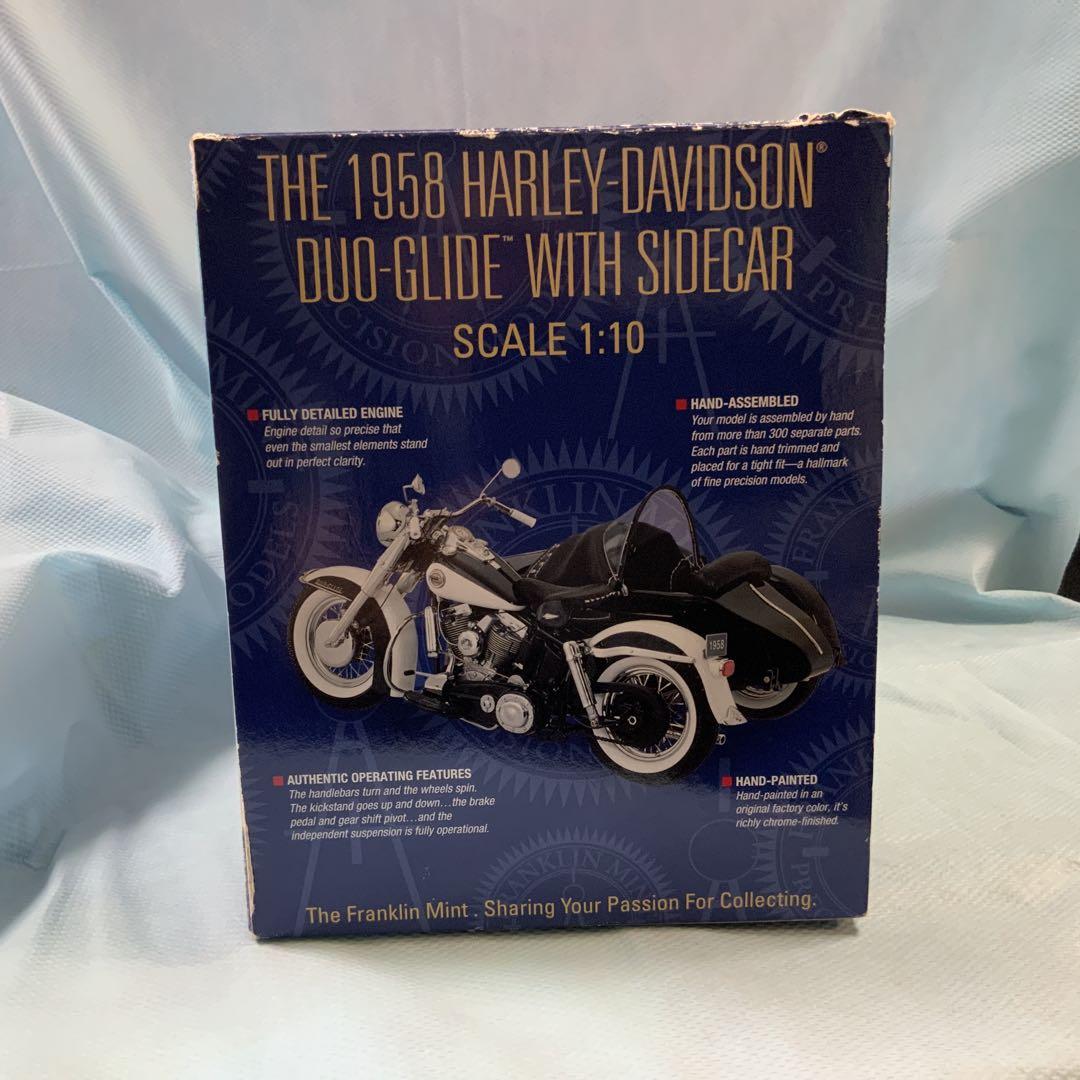 THE 1958 HARLEY-DAVIDSON®
DUO-GLIDE™ WITH SIDECAR
SCALE 1:10
FULLY DETAILED ENGINE
Engine detail so precise that
even the smallest elements stand
out in perfect clarity.
HAND-ASSEMBLED
Your model is assembled by hand
from more than 300 separate parts.
Each part is hand trimmed and
placed for a tight fit—a hallmark
of fine precision models.
1958
AUTHENTIC OPERATING FEATURES
The handlebars turn and the wheels spin.
The kickstand goes up and down...the brake
pedal and gear shift pivot...and the
independent suspension is fully operational.
HAND-PAINTED
Hand-painted in an
original factory color, it's
richly chrome-finished.
FRANKLIN MINT
The Franklin Mint. Sharing Your Passion For Collecting.